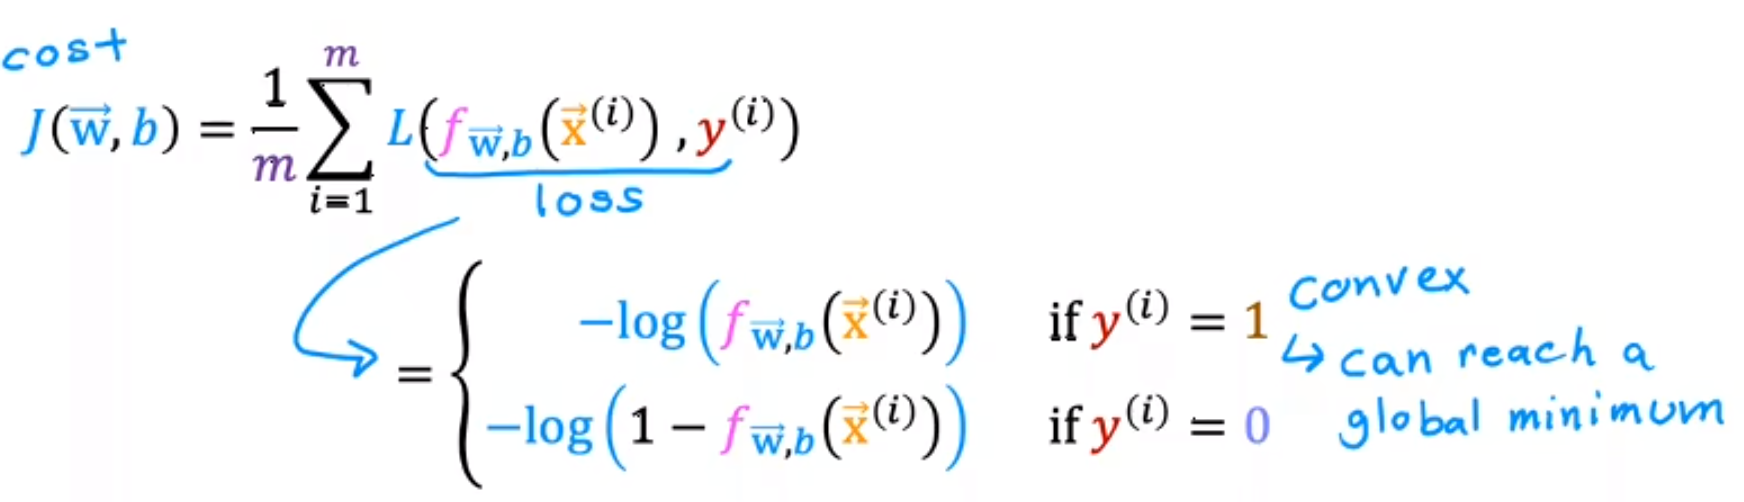 cost
J(w⃗, b) = 1/m ∑_{i=1}^{m} L(f_{w⃗,b}(x⃗^{(i)}), y^{(i)})
loss
= { −log(f_{w⃗,b}(x⃗^{(i)})) if y^{(i)} = 1
−log(1 − f_{w⃗,b}(x⃗^{(i)})) if y^{(i)} = 0
convex
↳ can reach a
global minimum